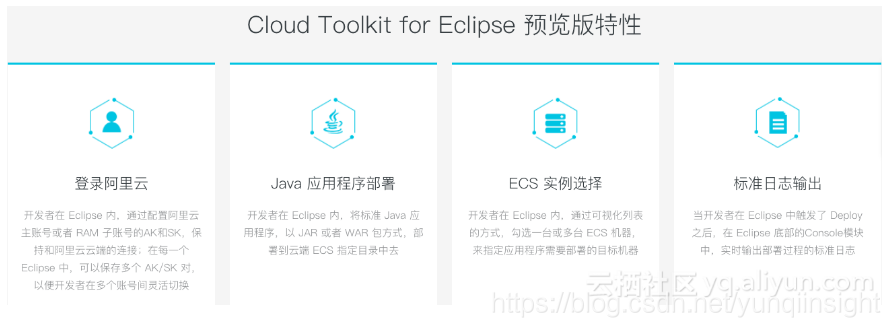 Cloud Toolkit for Eclipse 预览版特性
登录阿里云
开发者在 Eclipse 内，通过配置阿里云
主账号或者 RAM 子账号的AK和SK，保
持和阿里云云端的连接；在每一个
Eclipse 中，可以保存多个 AK/SK 对，
以便开发者在多个账号间灵活切换
Java 应用程序部署
开发者在 Eclipse 内，将标准 Java 应
用程序，以 JAR 或者 WAR 包方式，部
署到云端 ECS 指定目录中去
ECS 实例选择
开发者在 Eclipse 内，通过可视化列表
的方式，勾选一台或多台 ECS 机器，
来指定应用程序需要部署的目标机器
标准日志输出
当开发者在 Eclipse 中触发了 Deploy
之后，在 Eclipse 底部的Console模块
中，实时输出部署过程的标准日志
云栖社区 yq.aliyun.com
https://blog.csdn.net/yunqiinsight